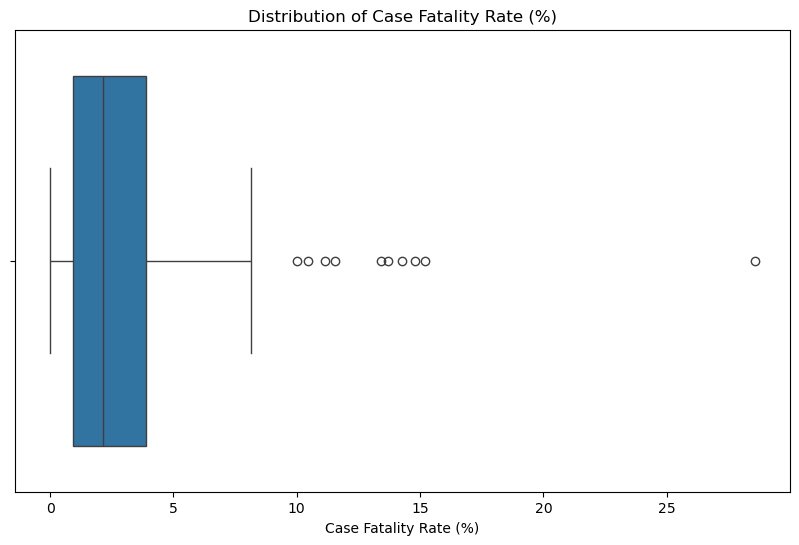 Distribution of Case Fatality Rate (%)
0 5 10 15 20 25
Case Fatality Rate (%)